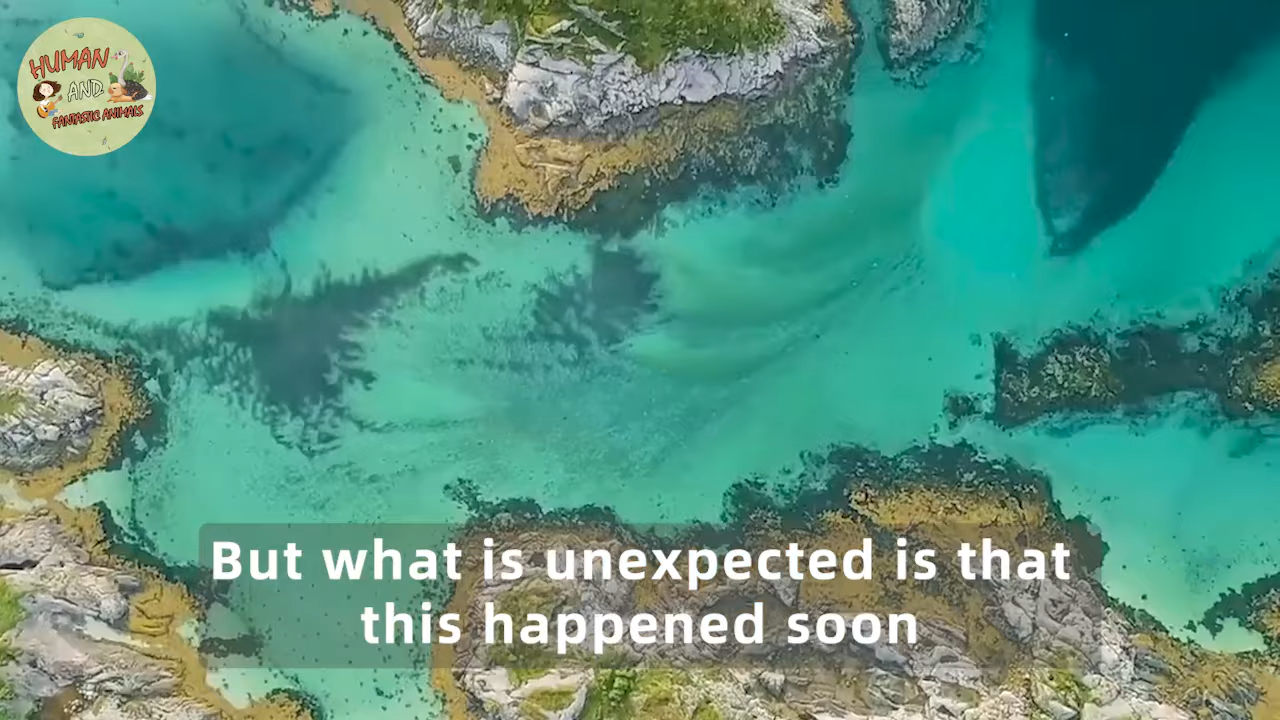 HUMAN
AND
FANTASTIC ANIMALS
But what is unexpected is that
this happened soon